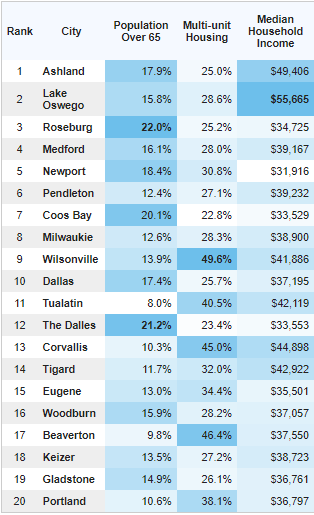 Rank City Population Over 65 Multi-unit Housing Median Household Income
1 Ashland 17.9% 25.0% $49,406
2 Lake Oswego 15.8% 28.6% $55,665
3 Roseburg 22.0% 25.2% $34,725
4 Medford 16.1% 28.0% $39,167
5 Newport 18.4% 30.8% $31,916
6 Pendleton 12.4% 27.1% $39,232
7 Coos Bay 20.1% 22.8% $33,529
8 Milwaukie 12.6% 28.3% $38,900
9 Wilsonville 13.9% 49.6% $41,886
10 Dallas 17.4% 25.7% $37,195
11 Tualatin 8.0% 40.5% $42,119
12 The Dalles 21.2% 23.4% $33,553
13 Corvallis 10.3% 45.0% $44,898
14 Tigard 11.7% 32.0% $42,922
15 Eugene 13.0% 34.4% $35,501
16 Woodburn 15.9% 28.2% $37,057
17 Beaverton 9.8% 46.4% $37,550
18 Keizer 13.5% 27.2% $38,723
19 Gladstone 14.9% 26.1% $36,761
20 Portland 10.6% 38.1% $36,797